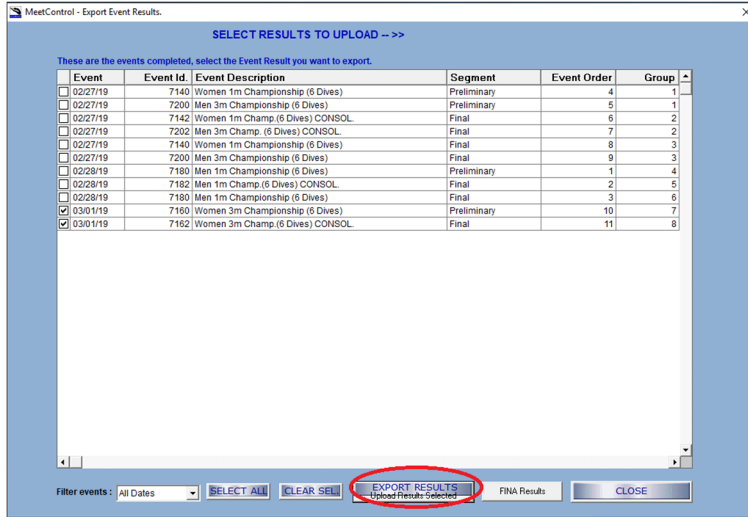 MeetControl - Export Event Results.
SELECT RESULTS TO UPLOAD -- >>
These are the events completed, select the Event Result you want to export.
Event Event Id. Event Description Segment Event Order Group
02/27/19 7140 Women 1m Championship (6 Dives) Preliminary 4 1
02/27/19 7200 Men 3m Championship (6 Dives) Preliminary 5 1
02/27/19 7142 Women 1m Champ.(6 Dives) CONSOL. Final 6 2
02/27/19 7202 Men 3m Champ. (6 Dives) CONSOL. Final 7 2
02/27/19 7140 Women 1m Championship (6 Dives) Final 8 3
02/27/19 7200 Men 3m Championship (6 Dives) Final 9 3
02/28/19 7180 Men 1m Championship (6 Dives) Preliminary 1 4
02/28/19 7182 Men 1m Champ.(6 Dives) CONSOL. Final 2 5
02/28/19 7180 Men 1m Championship (6 Dives) Final 3 6
03/01/19 7160 Women 3m Championship (6 Dives) Preliminary 10 7
03/01/19 7162 Women 3m Champ.(6 Dives) CONSOL. Final 11 8
Filter events : All Dates SELECT ALL CLEAR SEL. EXPORT RESULTS FINA Results CLOSE
Upload Results Selected